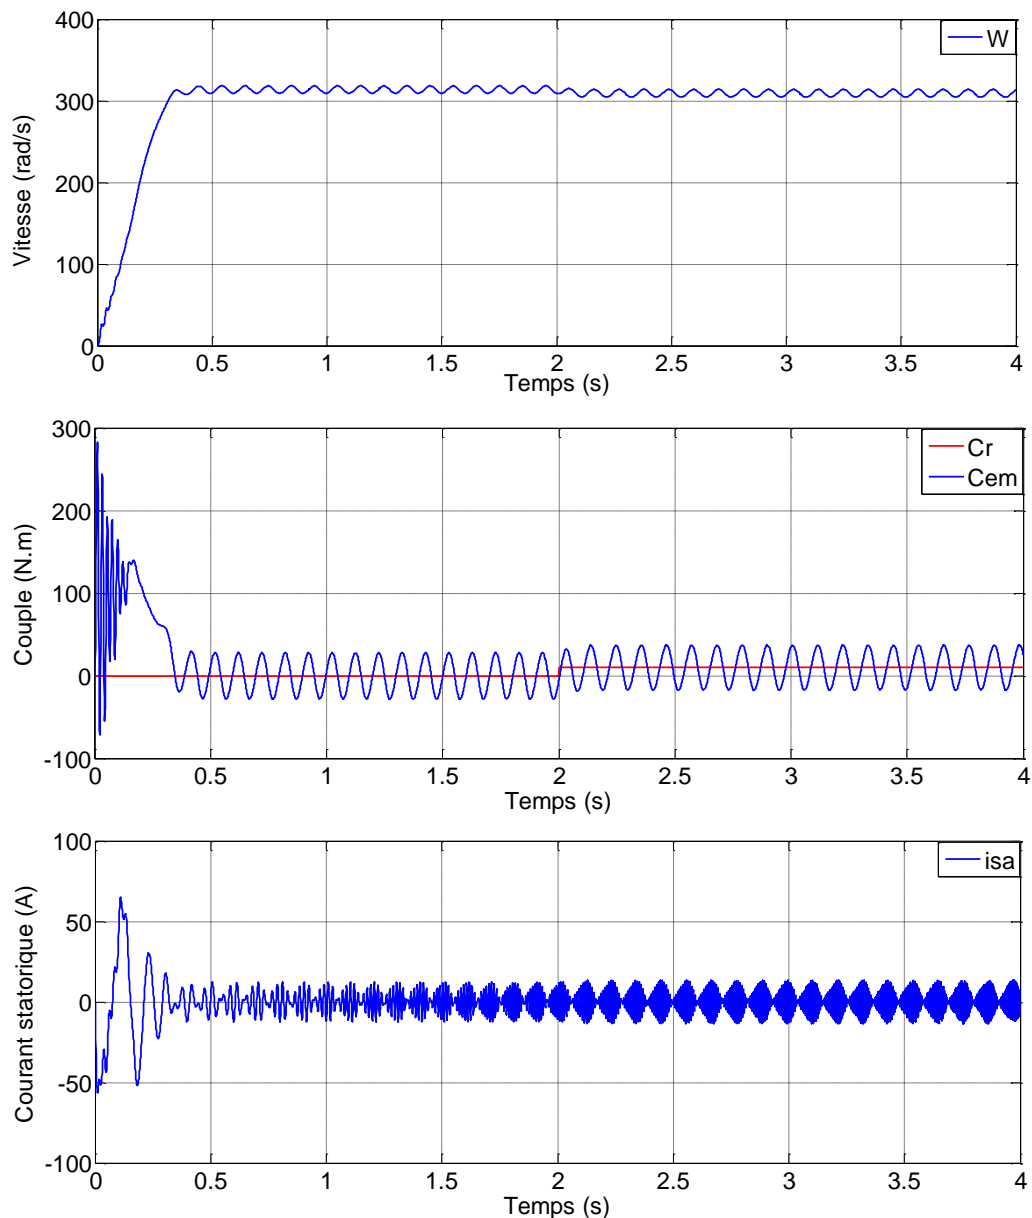 400
300
200
100
0
Vitesse (rad/s)
W
0 0.5 1 1.5 2 2.5 3 3.5 4
Temps (s)
300
200
100
0
-100
Couple (N.m)
Cr
Cem
0 0.5 1 1.5 2 2.5 3 3.5 4
Temps (s)
100
50
0
-50
-100
Courant statorique (A)
isa
0 0.5 1 1.5 2 2.5 3 3.5 4
Temps (s)